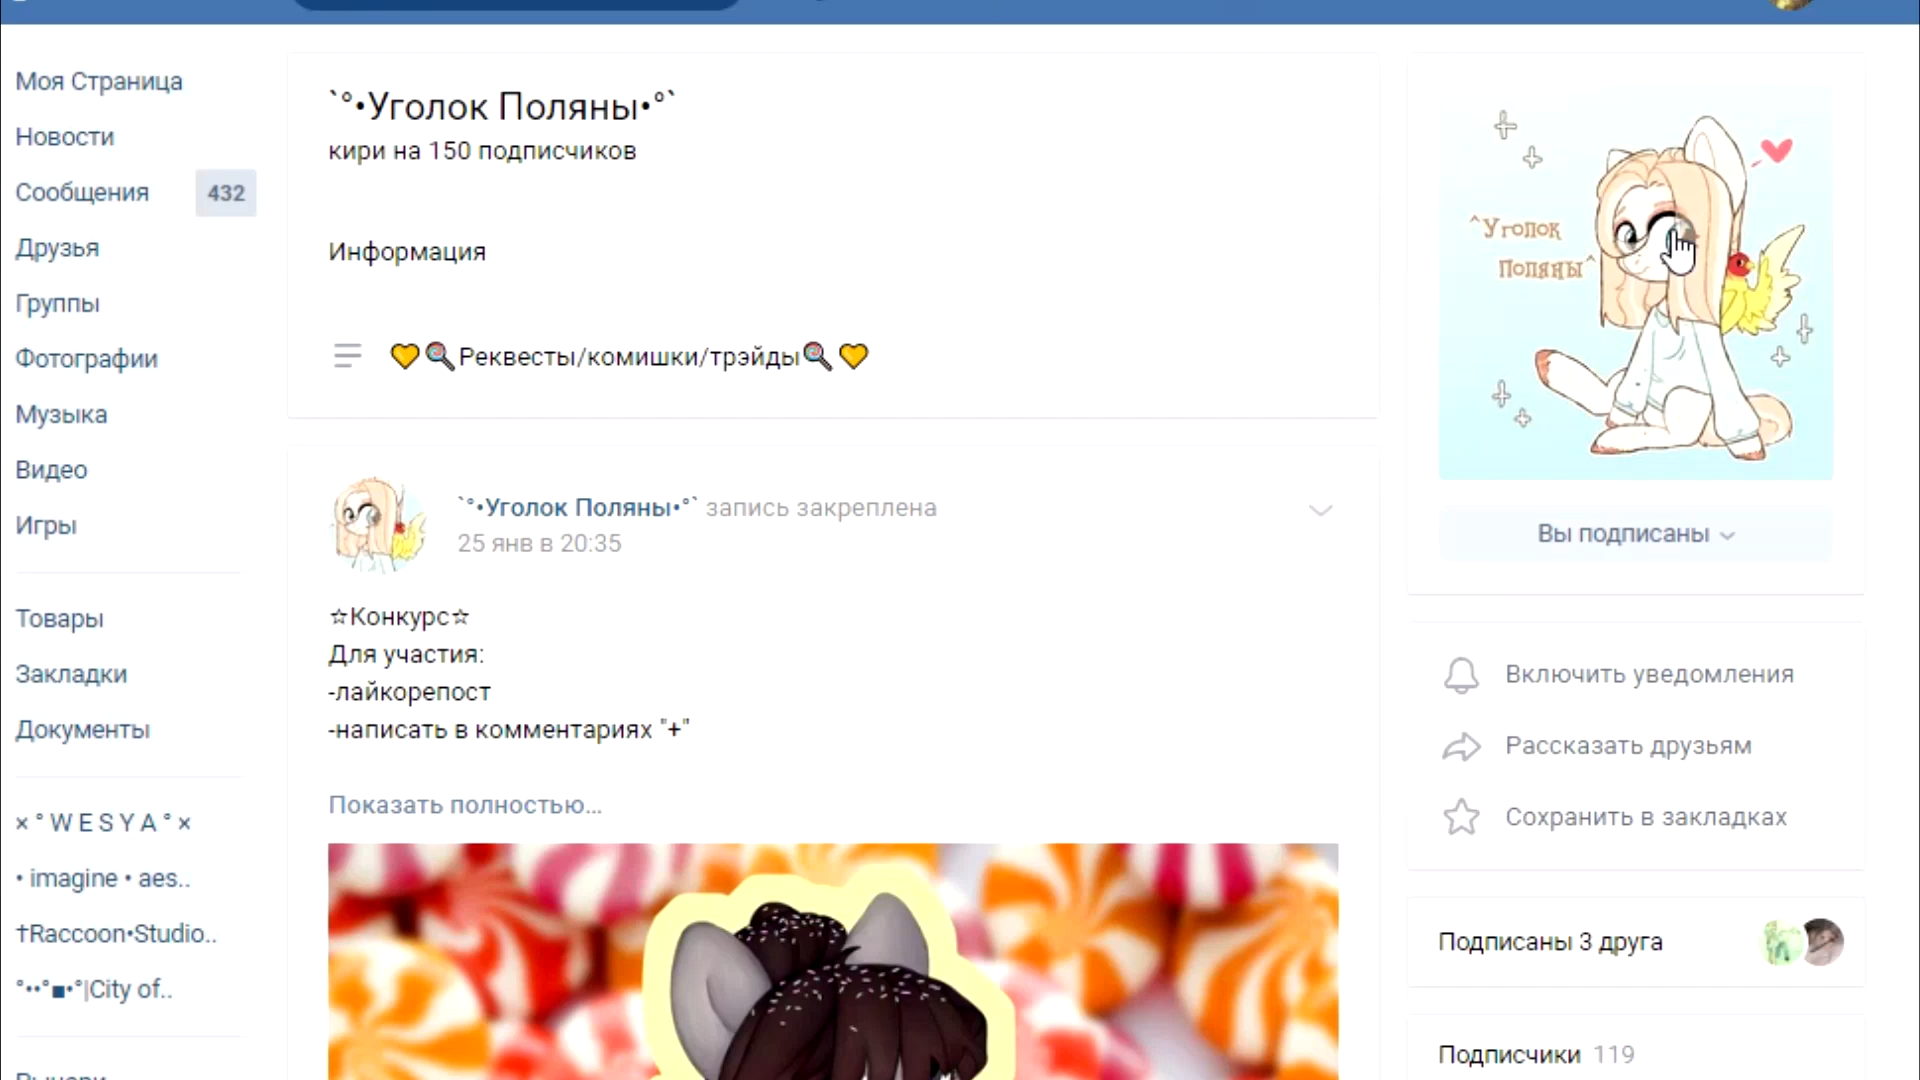 Моя Страница
Новости
Сообщения 432
Друзья
Группы
Фотографии
Музыка
Видео
Игры
Товары
Закладки
Документы
× ° W E S Y A ° ×
• imagine • aes..
†Raccoon•Studio..
°••°■•°|City of..
`°•Уголок Поляны•°`
кири на 150 подписчиков
Информация
💛🍭Реквесты/комишки/трэйды🍭💛
`°•Уголок Поляны•°` запись закреплена
25 янв в 20:35
☆Конкурс☆
Для участия:
-лайкорепост
-написать в комментариях "+"
Показать полностью...
^Уголок
Поляны^
Вы подписаны
Включить уведомления
Рассказать друзьям
Сохранить в закладках
Подписаны 3 друга
Подписчики 119